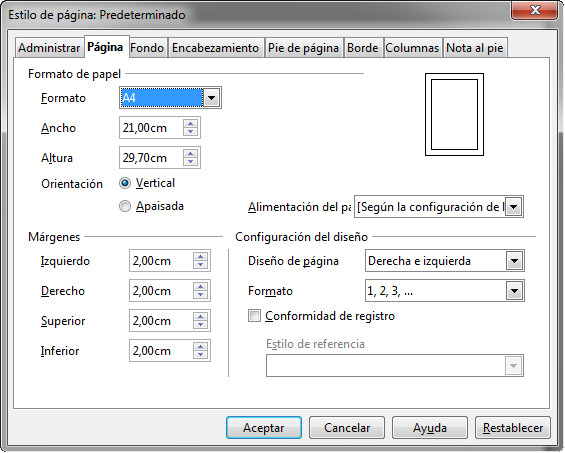 Estilo de página: Predeterminado
Administrar Página Fondo Encabezamiento Pie de página Borde Columnas Nota al pie
Formato de papel
Formato A4
Ancho 21,00cm
Altura 29,70cm
Orientación Vertical
Apaisada Alimentación del pa [Según la configuración de l
Márgenes Configuración del diseño
Izquierdo 2,00cm Diseño de página Derecha e izquierda
Derecho 2,00cm Formato 1, 2, 3, ...
Superior 2,00cm Conformidad de registro
Inferior 2,00cm Estilo de referencia
Aceptar Cancelar Ayuda Restablecer